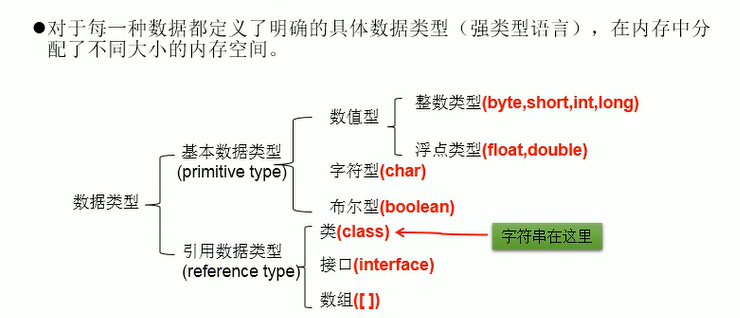 ●对于每一种数据都定义了明确的具体数据类型（强类型语言），在内存中分
配了不同大小的内存空间。
整数类型(byte,short,int,long)
数值型
浮点类型(float,double)
基本数据类型
(primitive type)
字符型(char)
数据类型
布尔型(boolean)
类(class)
字符串在这里
引用数据类型
(reference type)
接口(interface)
数组([ ])